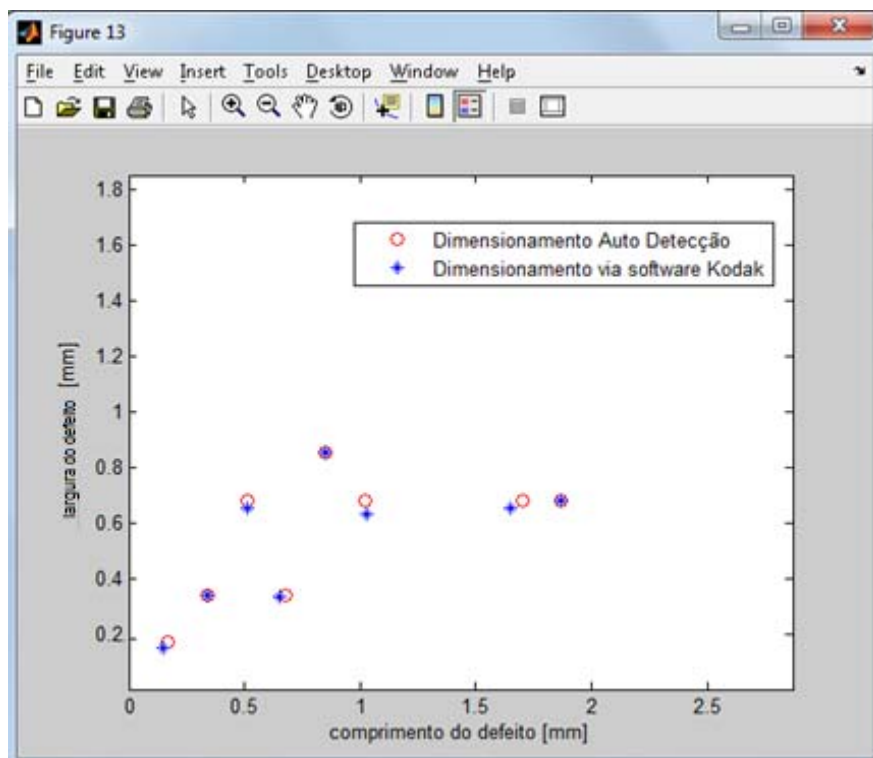 Figure 13
File Edit View Insert Tools Desktop Window Help
1.8
1.6
1.4
1.2
1
0.8
0.6
0.4
0.2
largura do defeito [mm]
Dimensionamento Auto Detecção
Dimensionamento via software Kodak
0 0.5 1 1.5 2 2.5
comprimento do defeito [mm]